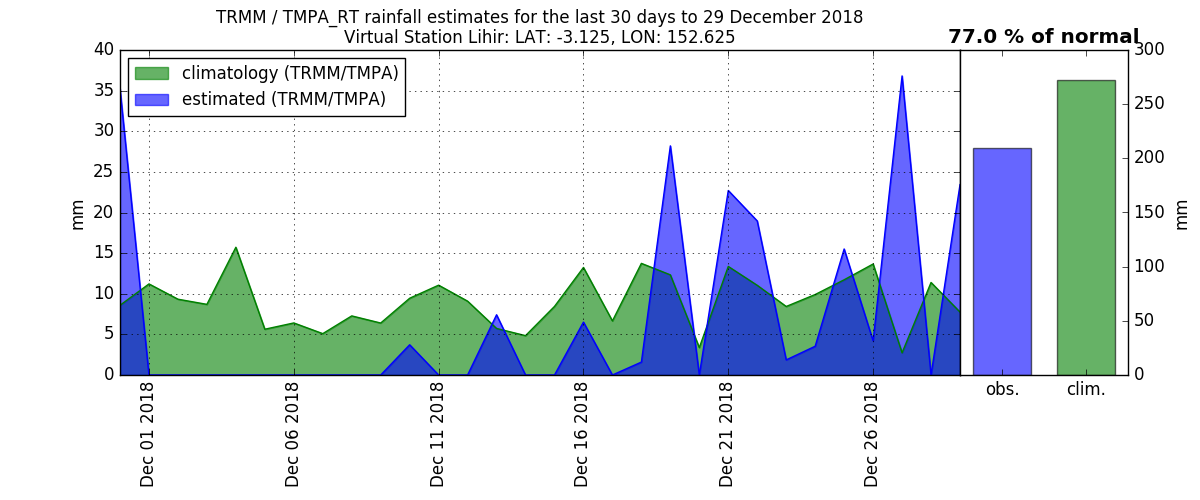 TRMM / TMPA_RT rainfall estimates for the last 30 days to 29 December 2018
Virtual Station Lihir: LAT: -3.125, LON: 152.625
77.0 % of normal
climatology (TRMM/TMPA)
estimated (TRMM/TMPA)
40
35
30
25
20
15
10
5
0
mm
300
250
200
150
100
50
0
mm
Dec 01 2018
Dec 06 2018
Dec 11 2018
Dec 16 2018
Dec 21 2018
Dec 26 2018
obs.
clim.